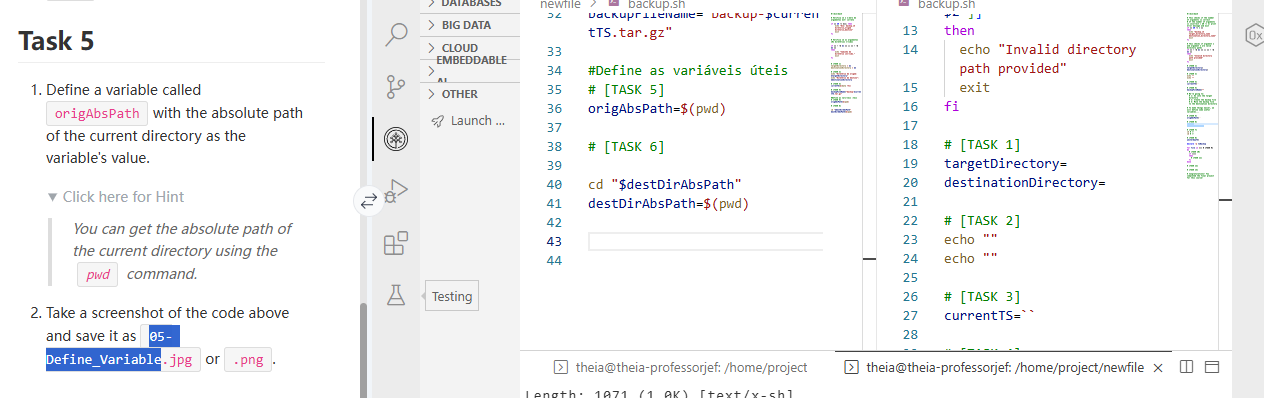 Task 5
1. Define a variable called
origAbsPath with the absolute path
of the current directory as the
variable's value.
▼ Click here for Hint
You can get the absolute path of
the current directory using the
pwd command.
2. Take a screenshot of the code above
and save it as 05-
Define_Variable.jpg or .png.
DATABASES
BIG DATA
CLOUD
EMBEDDABLE
AI
OTHER
Launch ...
Testing
newfile > backup.sh
32 backupFileName="backup-$curren
tTS.tar.gz"
33
34 #Define as variáveis úteis
35 # [TASK 5]
36 origAbsPath=$(pwd)
37
38 # [TASK 6]
39
40 cd "$destDirAbsPath"
41 destDirAbsPath=$(pwd)
42
43
44
backup.sh
$2 ]]
13 then
14 echo "Invalid directory
path provided"
15 exit
16 fi
17
18 # [TASK 1]
19 targetDirectory=
20 destinationDirectory=
21
22 # [TASK 2]
23 echo ""
24 echo ""
25
26 # [TASK 3]
27 currentTS=``
28
theia@theia-professorjef: /home/project
theia@theia-professorjef: /home/project/newfile
Length: 1071 (1.0K) [text/x-sh]
0x